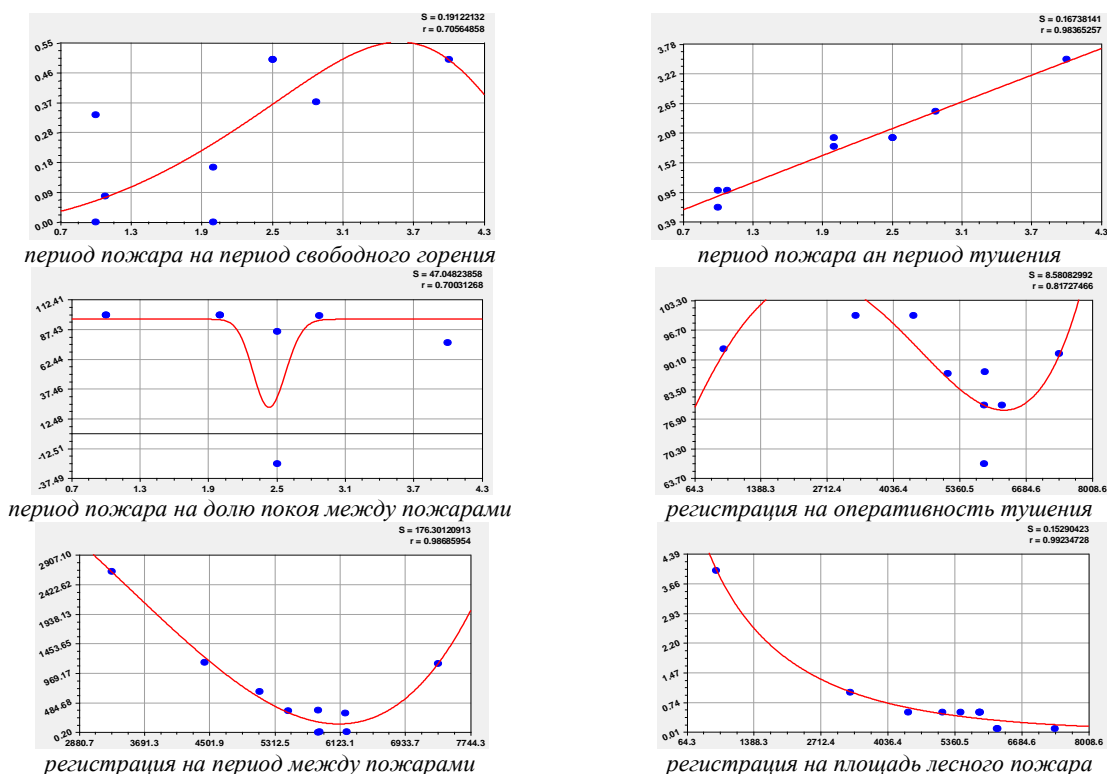 S = 0.19122132
r = 0.70564858
0.55
0.46
0.37
0.28
0.18
0.09
0.00
0.7 1.3 1.9 2.5 3.1 3.7 4.3
период пожара на период свободного горения
S = 0.16738141
r = 0.98365257
3.78
3.22
2.65
2.09
1.52
0.95
0.39
0.7 1.3 1.9 2.5 3.1 3.7 4.3
период пожара ан период тушения
S = 47.04823858
r = 0.70031268
112.41
87.43
62.44
37.46
12.48
-12.51
-37.49
0.7 1.3 1.9 2.5 3.1 3.7 4.3
период пожара на долю покоя между пожарами
S = 8.58082992
r = 0.81727466
103.30
96.70
90.10
83.50
76.90
70.30
63.70
64.3 1388.3 2712.4 4036.4 5360.5 6684.6 8008.6
регистрация на оперативность тушения
S = 176.30120913
r = 0.98685954
2907.10
2422.62
1938.13
1453.65
969.17
484.68
0.20
2880.7 3691.3 4501.9 5312.5 6123.1 6933.7 7744.3
регистрация на период между пожарами
S = 0.15290423
r = 0.99234728
4.39
3.66
2.93
2.20
1.47
0.74
0.01
64.3 1388.3 2712.4 4036.4 5360.5 6684.6 8008.6
регистрация на площадь лесного пожара